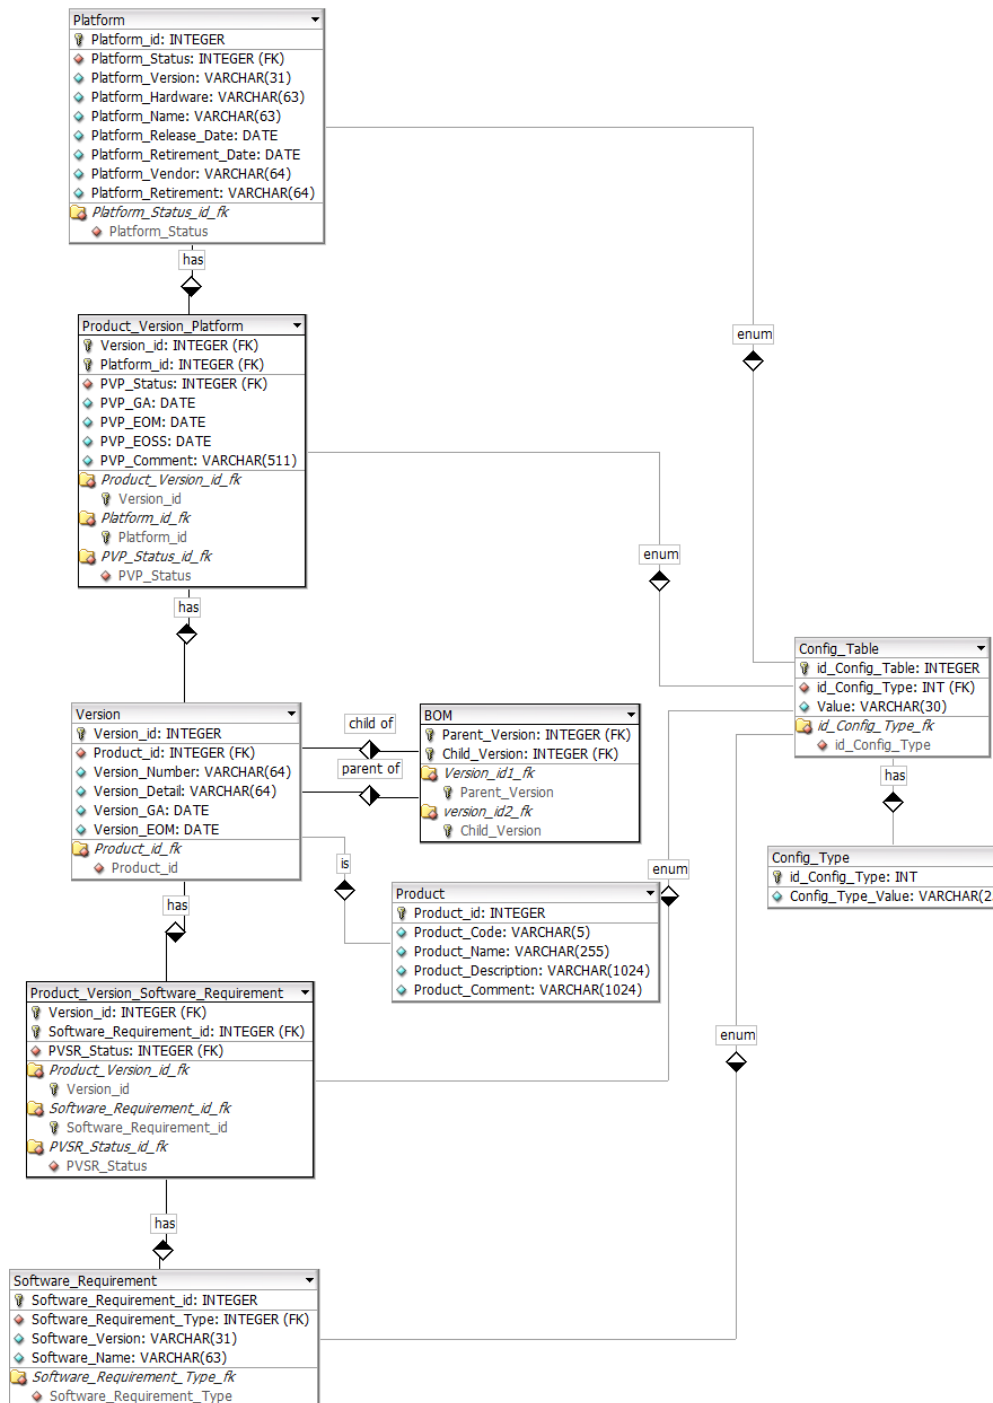 Platform
Platform_id: INTEGER
Platform_Status: INTEGER (FK)
Platform_Version: VARCHAR(31)
Platform_Hardware: VARCHAR(63)
Platform_Name: VARCHAR(63)
Platform_Release_Date: DATE
Platform_Retirement_Date: DATE
Platform_Vendor: VARCHAR(64)
Platform_Retirement: VARCHAR(64)
Platform_Status_id_fk
Platform_Status
has
enum
Product_Version_Platform
Version_id: INTEGER (FK)
Platform_id: INTEGER (FK)
PVP_Status: INTEGER (FK)
PVP_GA: DATE
PVP_EOM: DATE
PVP_EOSS: DATE
PVP_Comment: VARCHAR(511)
Product_Version_id_fk
Version_id
Platform_id_fk
Platform_id
PVP_Status_id_fk
PVP_Status
enum
has
Config_Table
id_Config_Table: INTEGER
id_Config_Type: INT (FK)
Value: VARCHAR(30)
id_Config_Type_fk
id_Config_Type
has
Config_Type
id_Config_Type: INT
Config_Type_Value: VARCHAR(2
Version
Version_id: INTEGER
Product_id: INTEGER (FK)
Version_Number: VARCHAR(64)
Version_Detail: VARCHAR(64)
Version_GA: DATE
Version_EOM: DATE
Product_id_fk
Product_id
child of
parent of
BOM
Parent_Version: INTEGER (FK)
Child_Version: INTEGER (FK)
Version_id1_fk
Parent_Version
version_id2_fk
Child_Version
is
enum
has
Product
Product_id: INTEGER
Product_Code: VARCHAR(5)
Product_Name: VARCHAR(255)
Product_Description: VARCHAR(1024)
Product_Comment: VARCHAR(1024)
Product_Version_Software_Requirement
Version_id: INTEGER (FK)
Software_Requirement_id: INTEGER (FK)
PVSR_Status: INTEGER (FK)
Product_Version_id_fk
Version_id
Software_Requirement_id_fk
Software_Requirement_id
PVSR_Status_id_fk
PVSR_Status
enum
has
Software_Requirement
Software_Requirement_id: INTEGER
Software_Requirement_Type: INTEGER (FK)
Software_Version: VARCHAR(31)
Software_Name: VARCHAR(63)
Software_Requirement_Type_fk
Software_Requirement_Type